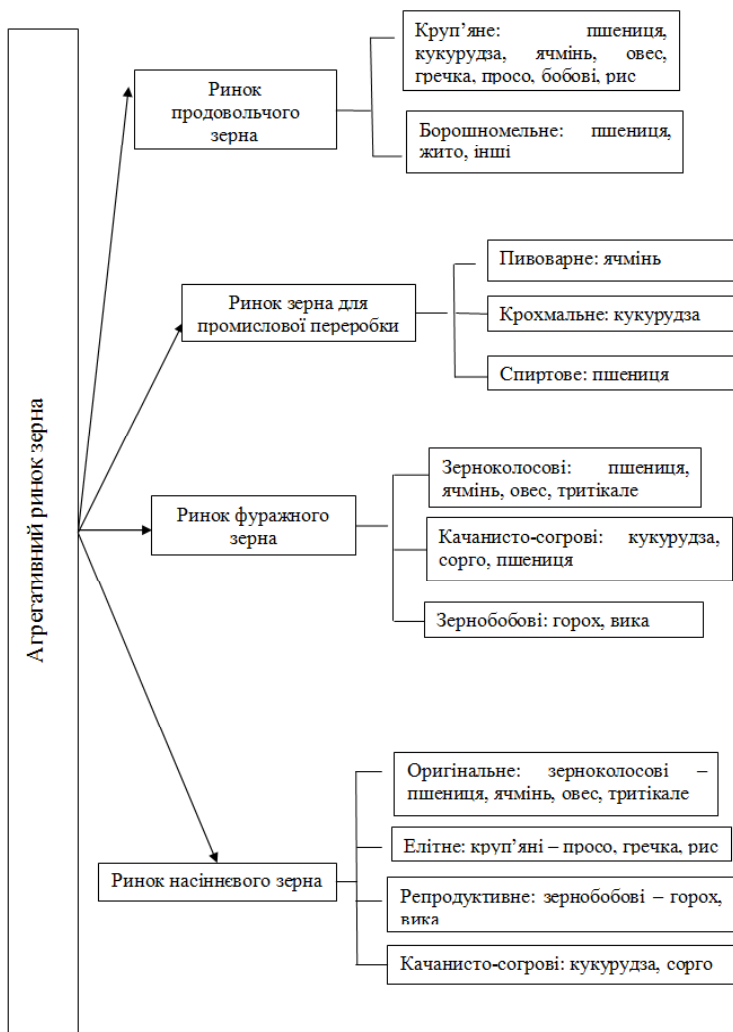 Агрегативний ринок зерна
Ринок
продовольчого
зерна
Круп’яне: пшениця,
кукурудза, ячмінь, овес,
гречка, просо, бобові, рис
Борошномельне: пшениця,
жито, інші
Ринок зерна для
промислової переробки
Пивоварне: ячмінь
Крохмальне: кукурудза
Спиртове: пшениця
Ринок фуражного
зерна
Зерноколосові: пшениця,
ячмінь, овес, тритікале
Качанисто-согрові: кукурудза,
сорго, пшениця
Зернобобові: горох, вика
Ринок насіннєвого зерна
Оригінальне: зерноколосові –
пшениця, ячмінь, овес, тритікале
Елітне: круп’яні – просо, гречка, рис
Репродуктивне: зернобобові – горох,
вика
Качанисто-согрові: кукурудза, сорго